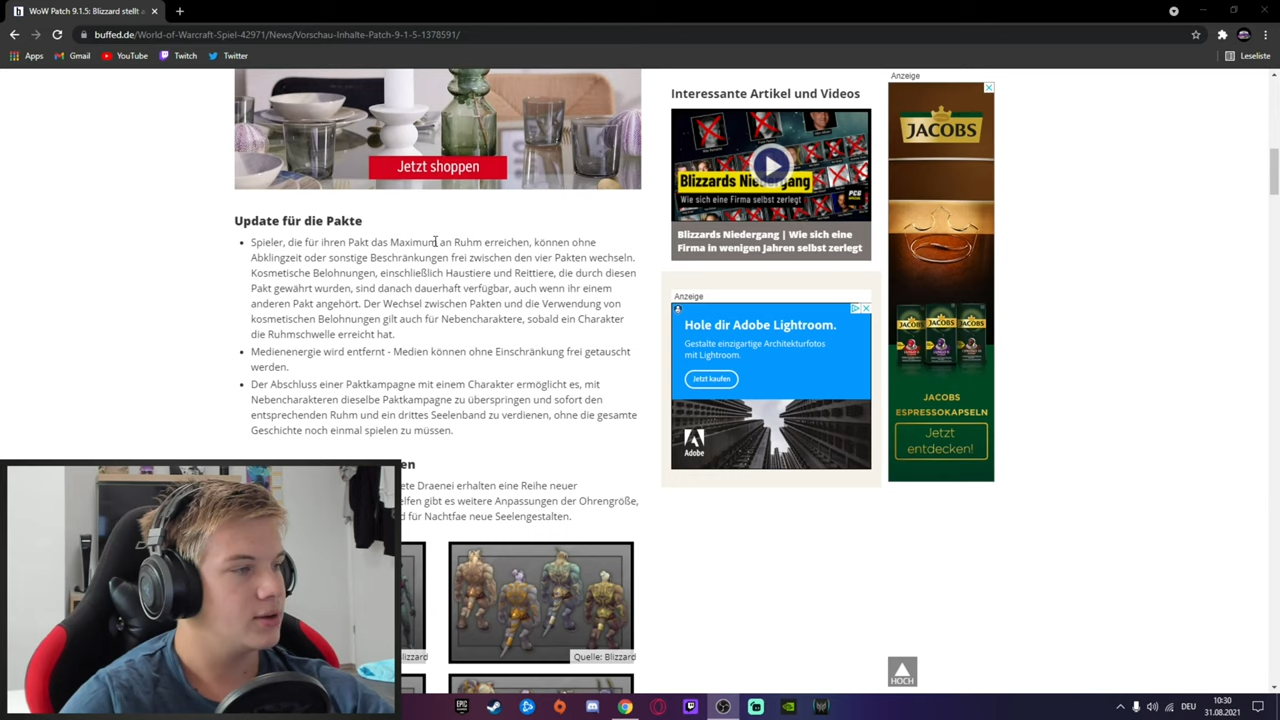 WoW Patch 9.1.5: Blizzard stellt
buffed.de/World-of-Warcraft-Spiel-42971/News/Vorschau-Inhalte-Patch-9-1-5-1378591/
Apps Gmail YouTube Twitch Twitter Leseliste
Jetzt shoppen
Update für die Pakte
Spieler, die für ihren Pakt das Maximum an Ruhm erreichen, können ohne
Abklingzeit oder sonstige Beschränkungen frei zwischen den vier Pakten wechseln.
Kosmetische Belohnungen, einschließlich Haustiere und Reittiere, die durch diesen
Pakt gewährt wurden, sind danach dauerhaft verfügbar, auch wenn ihr einem
anderen Pakt angehört. Der Wechsel zwischen Pakten und die Verwendung von
kosmetischen Belohnungen gilt auch für Nebencharaktere, sobald ein Charakter
die Ruhmschwelle erreicht hat.
Medienenergie wird entfernt - Medien können ohne Einschränkung frei getauscht
werden.
Der Abschluss einer Paktkampagne mit einem Charakter ermöglicht es, mit
Nebencharakteren dieselbe Paktkampagne zu überspringen und sofort den
entsprechenden Ruhm und ein drittes Seelenband zu verdienen, ohne die gesamte
Geschichte noch einmal spielen zu müssen.
en
ete Draenei erhalten eine Reihe neuer
elfen gibt es weitere Anpassungen der Ohrengröße,
d für Nachtfae neue Seelengestalten.
lizzard
Quelle: Blizzard
Interessante Artikel und Videos
Blizzards Niedergang
Wie sich eine Firma selbst zerlegt
Blizzards Niedergang | Wie sich eine
Firma in wenigen Jahren selbst zerlegt
Anzeige
Hole dir Adobe Lightroom.
Gestalte einzigartige Architekturfotos
mit Lightroom.
Jetzt kaufen
Adobe
Anzeige
JACOBS
JACOBS
ESPRESSOKAPSELN
Jetzt
entdecken!
HOCH
EPIC
DEU
10:30
31.08.2021